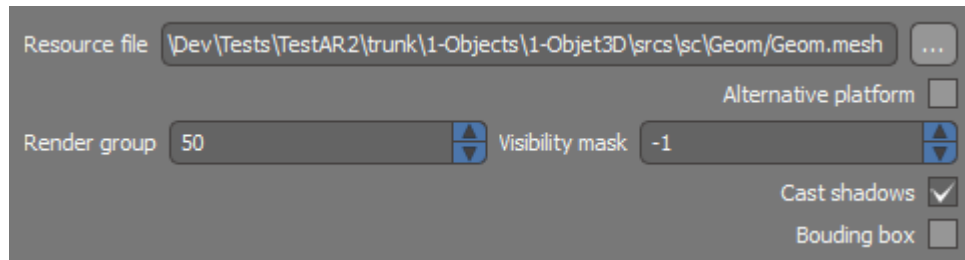 Resource file \Dev\Tests\TestAR2\trunk\1-Objects\1-Objet3D\srcs\sc\Geom/Geom.mesh ...
Alternative platform
Render group 50 Visibility mask -1
Cast shadows
Bouding box